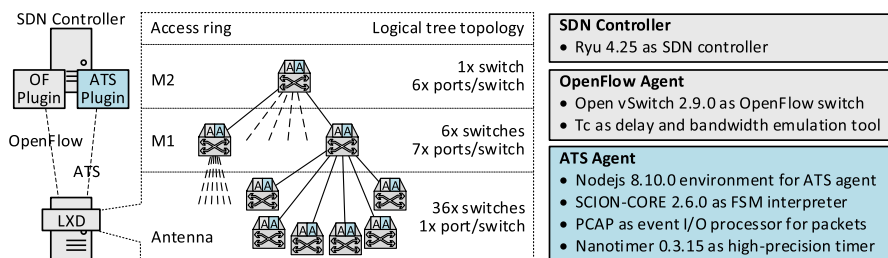 SDN Controller
OF
Plugin
ATS
Plugin
OpenFlow
ATS
LXD
Access ring
Logical tree topology
M2
1x switch
6x ports/switch
A A
M1
6x switches
7x ports/switch
A A
A A
Antenna
36x switches
1x port/switch
A A
A A
A A
A A
A A
A A
SDN Controller
• Ryu 4.25 as SDN controller
OpenFlow Agent
• Open vSwitch 2.9.0 as OpenFlow switch
• Tc as delay and bandwidth emulation tool
ATS Agent
• Nodejs 8.10.0 environment for ATS agent
• SCION-CORE 2.6.0 as FSM interpreter
• PCAP as event I/O processor for packets
• Nanotimer 0.3.15 as high-precision timer